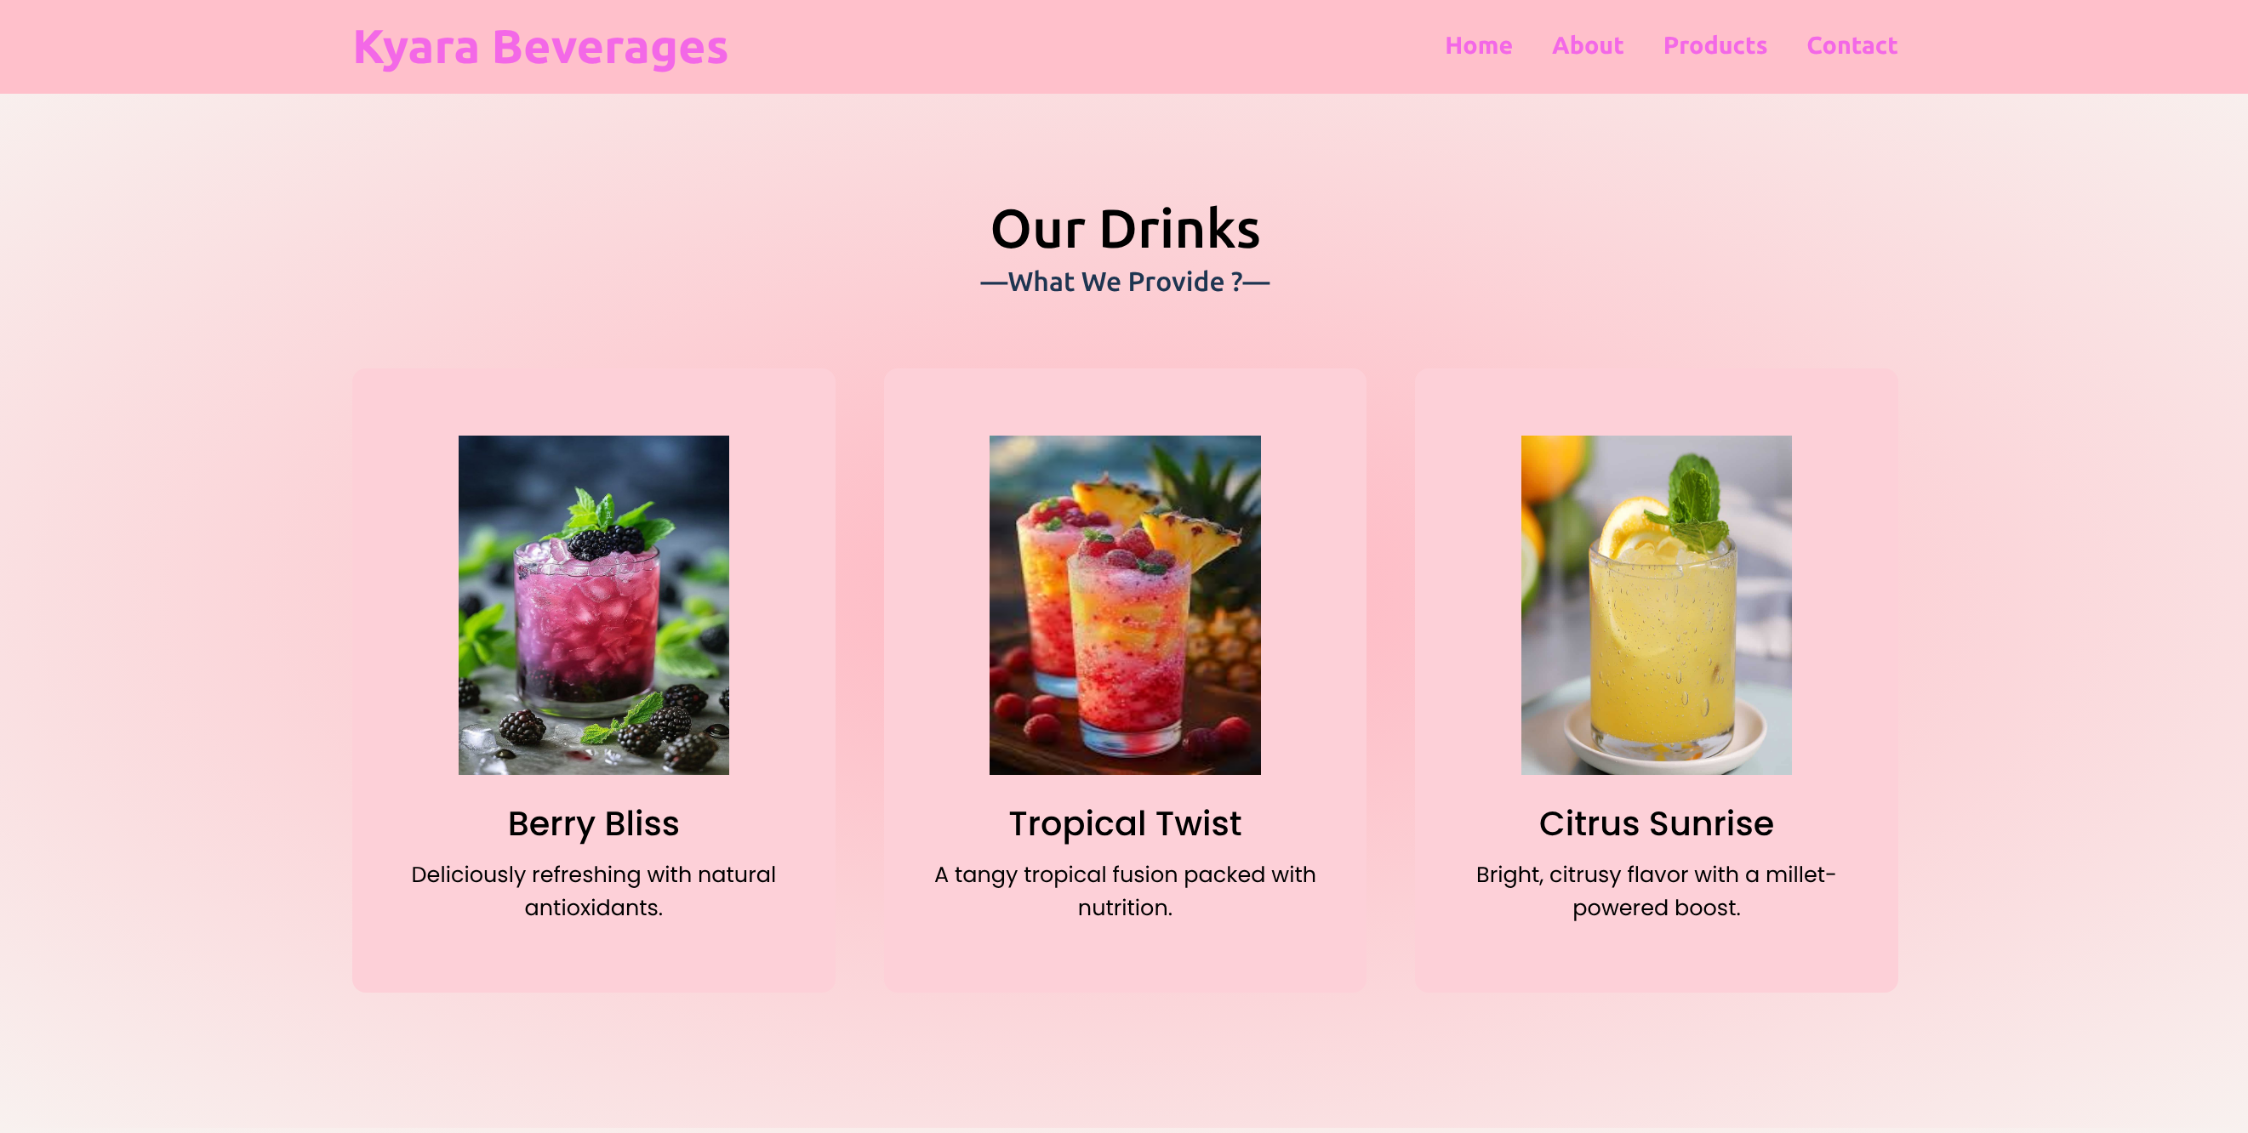 Kyara Beverages
Home About Products Contact
Our Drinks
—What We Provide ?—
Berry Bliss
Deliciously refreshing with natural
antioxidants.
Tropical Twist
A tangy tropical fusion packed with
nutrition.
Citrus Sunrise
Bright, citrusy flavor with a millet-
powered boost.